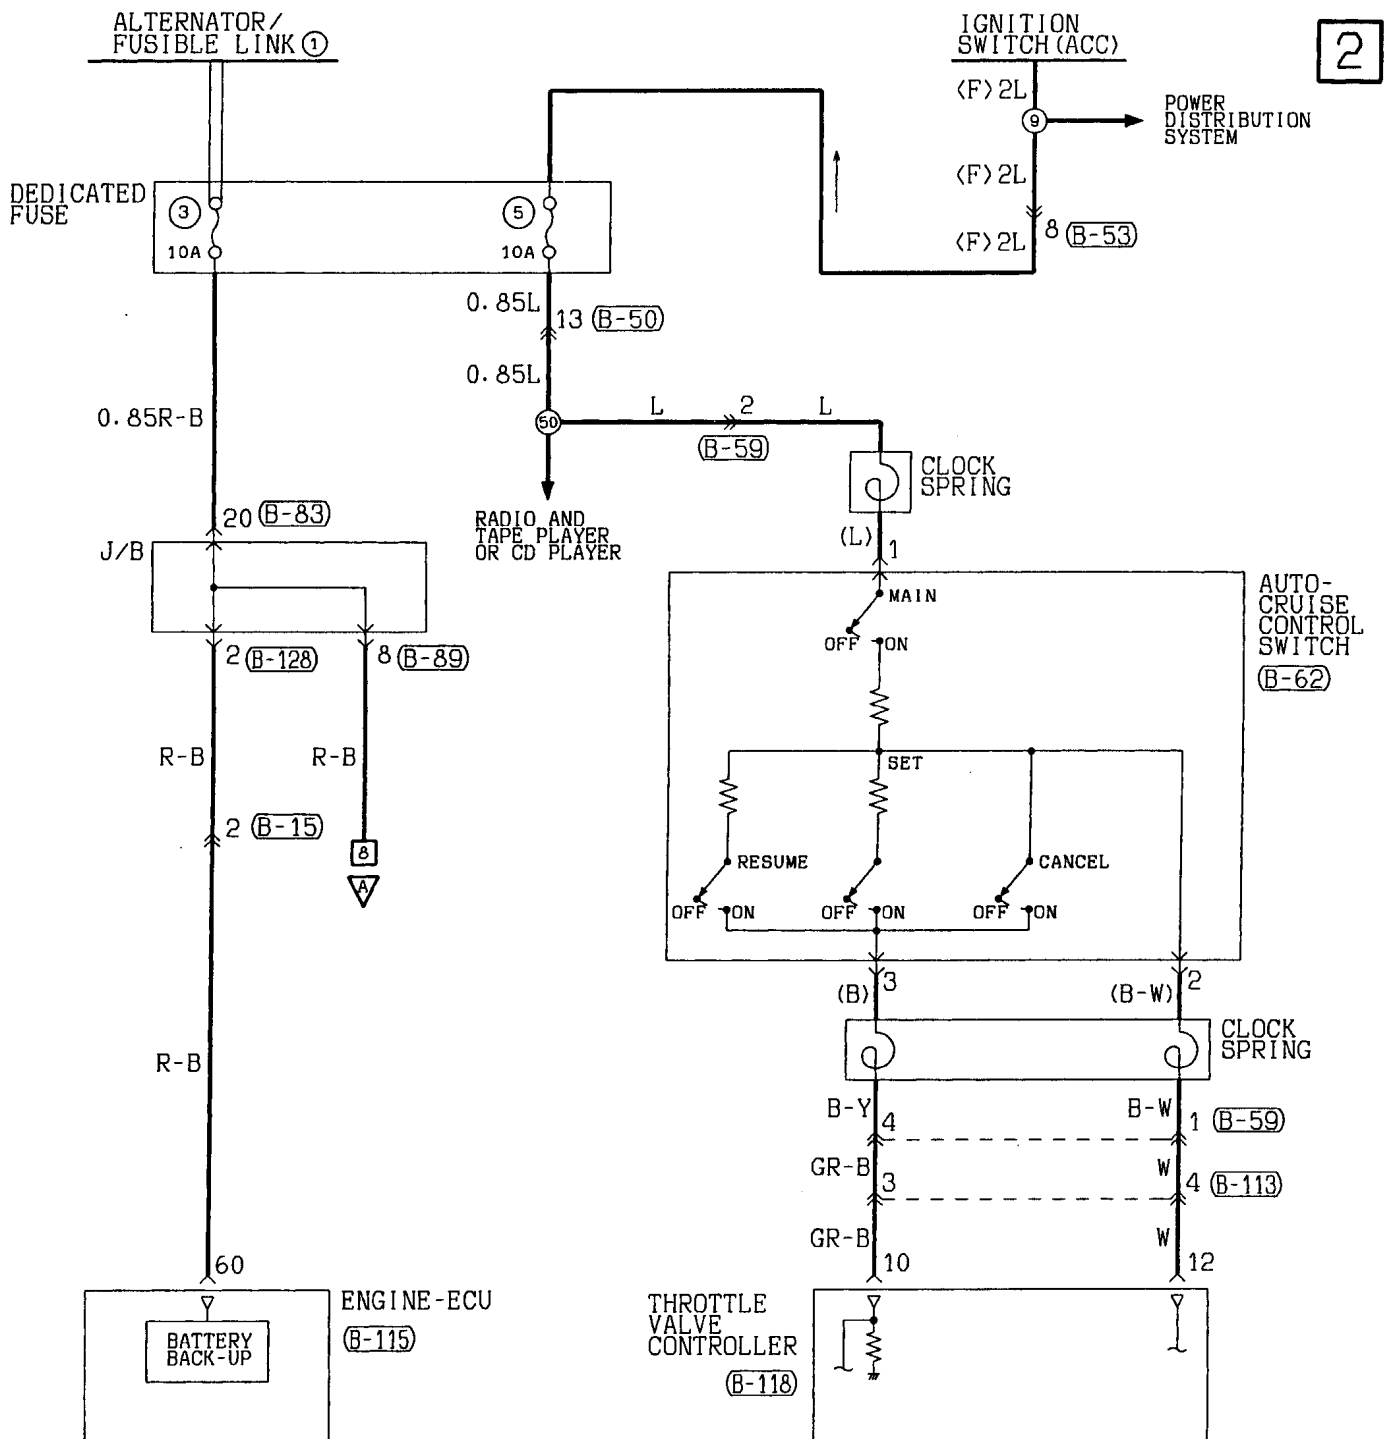 ALTERNATOR/
FUSIBLE LINK ①
IGNITION
SWITCH (ACC)
2
⟨F⟩2L
9
POWER
DISTRIBUTION
SYSTEM
⟨F⟩2L
8 (B-53)
⟨F⟩2L
DEDICATED
FUSE
③
10A
⑤
10A
0.85L
13 (B-50)
0.85L
0.85R-B
50
L 2 L
(B-59)
CLOCK
SPRING
RADIO AND
TAPE PLAYER
OR CD PLAYER
20 (B-83)
J/B
(L) 1
2 (B-128)
8 (B-89)
MAIN
OFF ON
AUTO-
CRUISE
CONTROL
SWITCH
(B-62)
R-B
R-B
SET
2 (B-15)
8
A
RESUME
CANCEL
OFF ON
OFF ON
OFF ON
(B) 3
(B-W) 2
CLOCK
SPRING
R-B
B-Y 4
B-W 1 (B-59)
GR-B 3
W 4 (B-113)
GR-B 10
W 12
60
ENGINE-ECU
(B-115)
BATTERY
BACK-UP
THROTTLE
VALVE
CONTROLLER
(B-118)